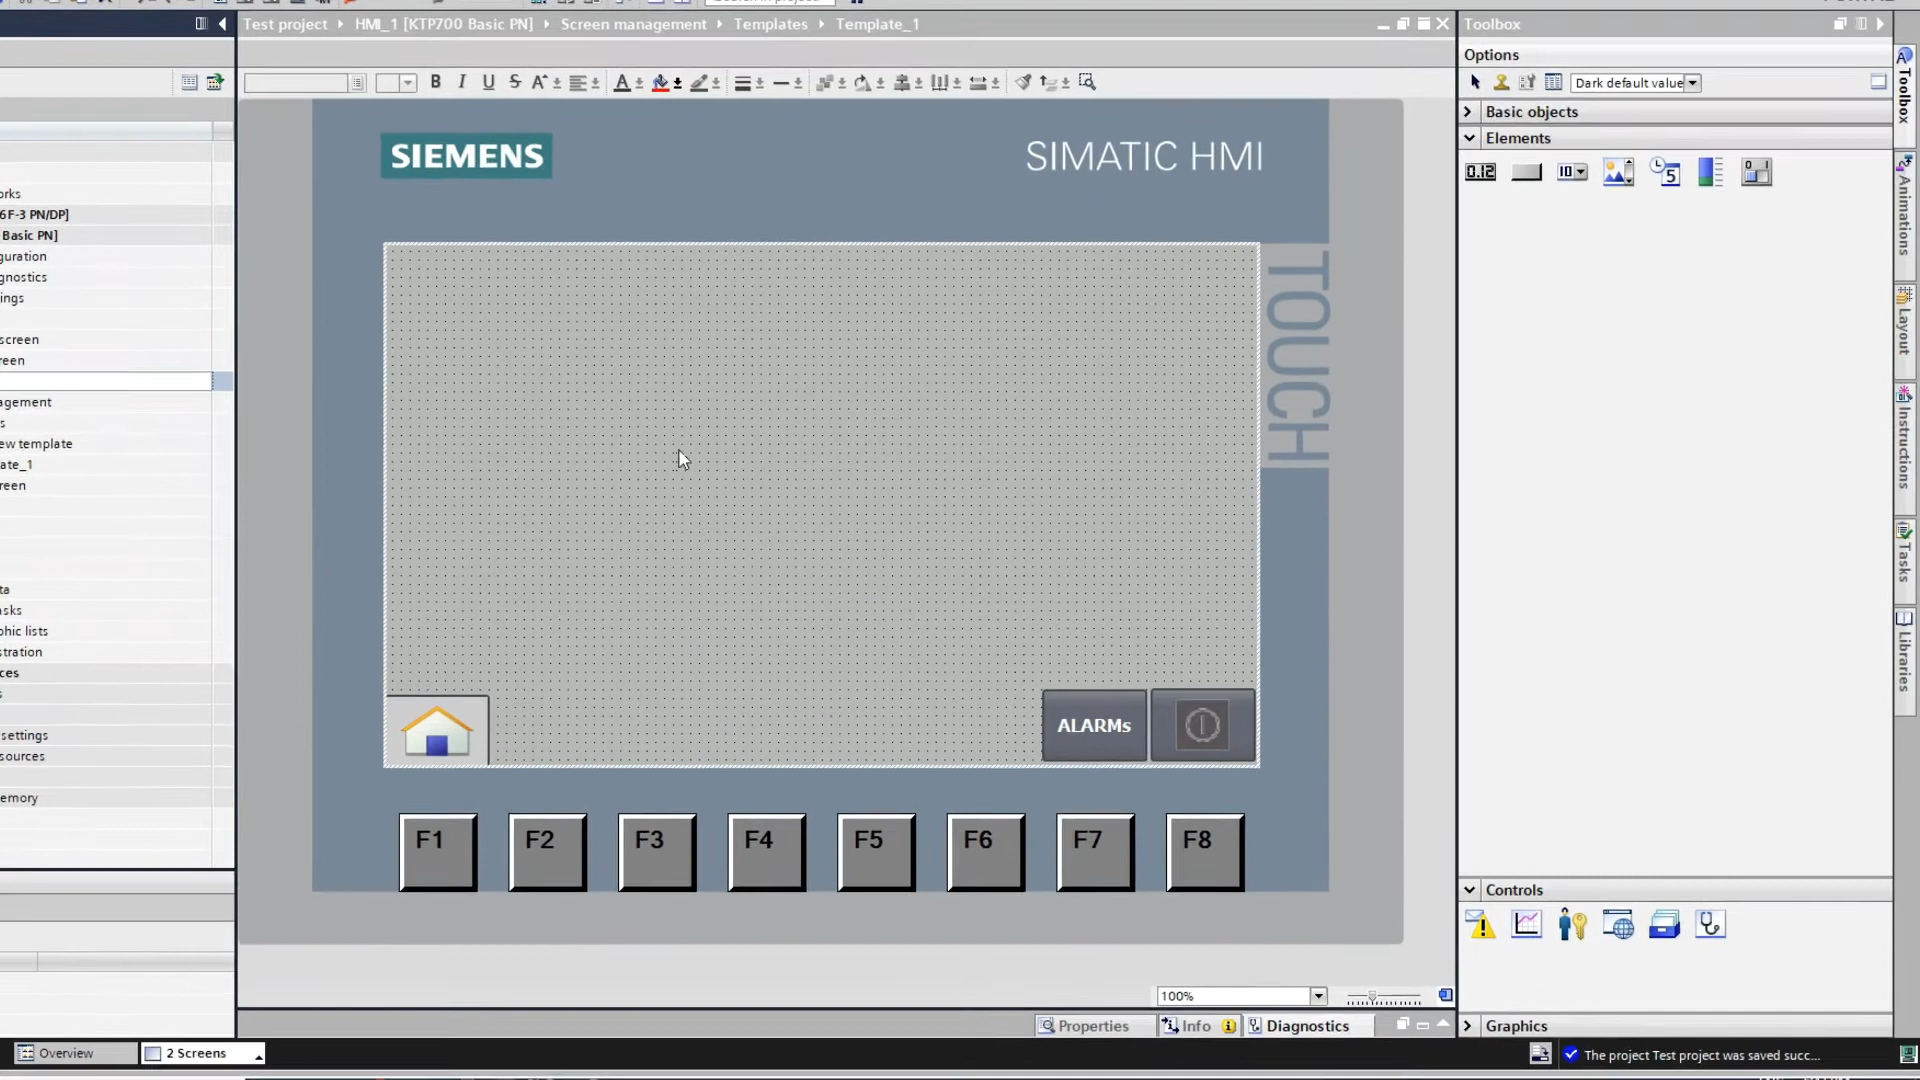 Test project HMI_1 [KTP700 Basic PN] Screen management Templates Template_1
Toolbox
Options
Dark default value
Basic objects
Elements
orks
6F-3 PN/DP]
Basic PN]
guration
gnostics
ings
screen
reen
agement
s
ew template
ate_1
reen
ta
asks
phic lists
stration
ces
s
settings
sources
emory
B I U S
SIEMENS
SIMATIC HMI
TOUCH
ALARMs
F1 F2 F3 F4 F5 F6 F7 F8
100%
Properties Info Diagnostics
Controls
Graphics
Toolbox
Animations
Layout
Instructions
Tasks
Libraries
Overview
2 Screens
The project Test project was saved succ...